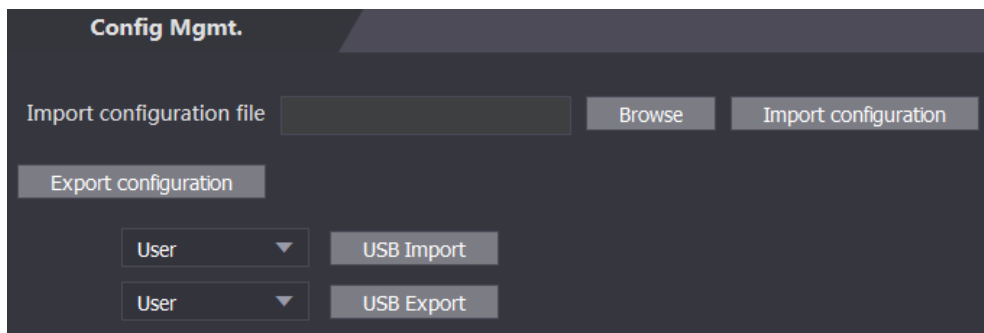 Config Mgmt.
Import configuration file Browse Import configuration
Export configuration
User USB Import
User USB Export